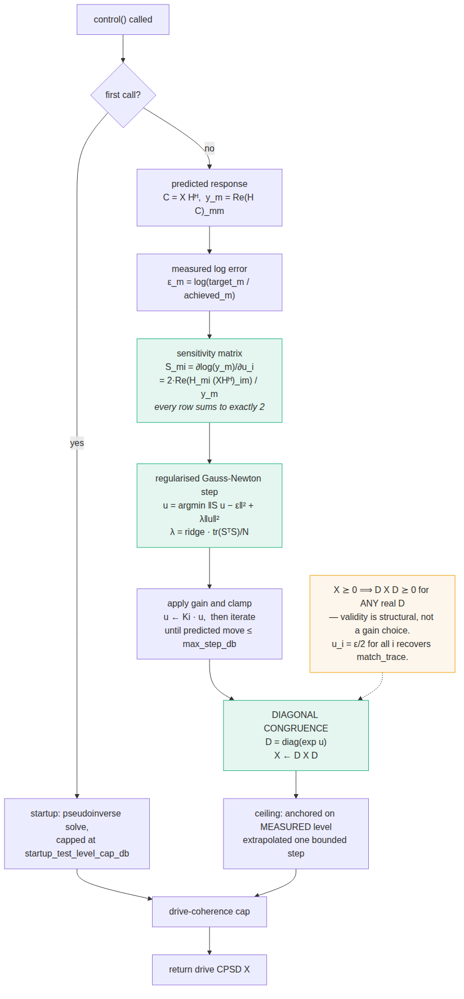 control() called
first call?
no
predicted response
C = X Hᴴ,  y_m = Re(H
C)_mm
measured log error
ε_m = log(target_m /
achieved_m)
sensitivity matrix
S_mi = ∂log(y_m)/∂u_i
= 2·Re(H_mi (XHᴴ)_im) /
y_m
every row sums to exactly 2
yes
regularised Gauss-Newton
step
u = argmin ‖S u − ε‖² +
λ‖u‖²
λ = ridge · tr(SᵀS)/N
apply gain and clamp
u ← Ki · u,  then iterate
until predicted move ≤
max_step_db
X ⪰ 0 ⟹ D X D ⪰ 0 for
ANY real D
— validity is structural, not
a gain choice.
u_i = ε/2 for all i recovers
match_trace.
DIAGONAL
CONGRUENCE
D = diag(exp u)
X ← D X D
startup: pseudoinverse
solve,
capped at
startup_test_level_cap_db
ceiling: anchored on
MEASURED level
extrapolated one bounded
step
drive-coherence cap
return drive CPSD X